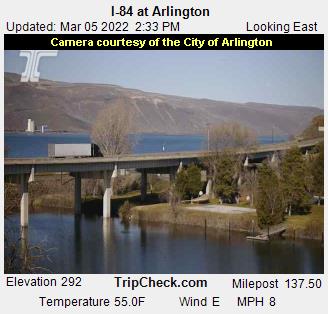 I-84 at Arlington
Updated: Mar 05 2022 2:33 PM Looking East
Camera courtesy of the City of Arlington
Elevation 292 TripCheck.com Milepost 137.50
Temperature 55.0F Wind E MPH 8